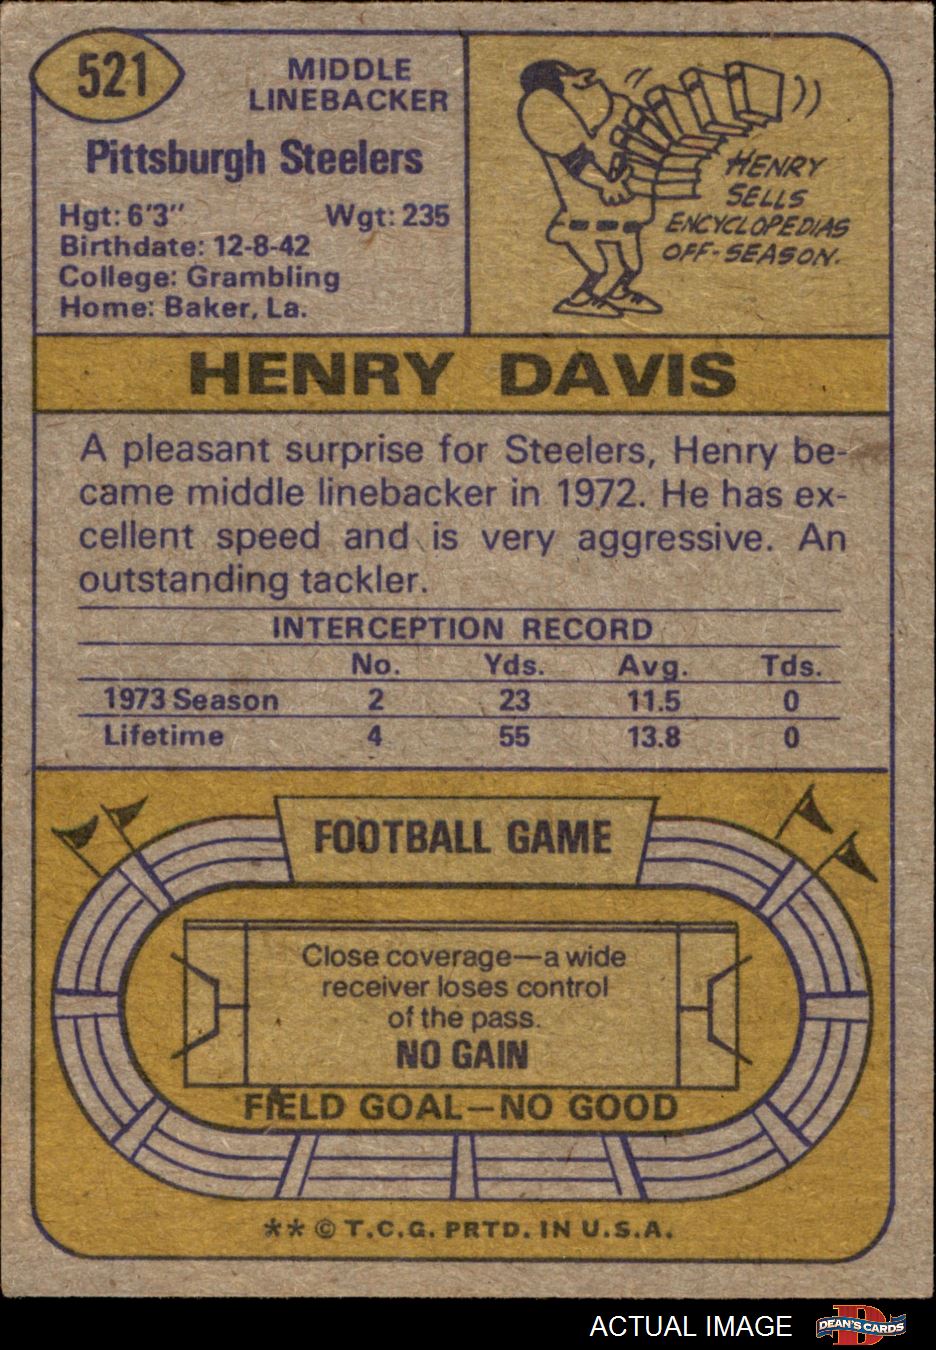 521
MIDDLE
LINEBACKER
Pittsburgh Steelers
Hgt: 6'3" Wgt: 235
Birthdate: 12-8-42
College: Grambling
Home: Baker, La.
HENRY
SELLS
ENCYCLOPEDIAS
OFF-SEASON.
HENRY DAVIS
A pleasant surprise for Steelers, Henry be-
came middle linebacker in 1972. He has ex-
cellent speed and is very aggressive. An
outstanding tackler.
INTERCEPTION RECORD
No. Yds. Avg. Tds.
1973 Season 2 23 11.5 0
Lifetime 4 55 13.8 0
FOOTBALL GAME
Close coverage—a wide
receiver loses control
of the pass.
NO GAIN
FIELD GOAL—NO GOOD
** © T.C.G. PRTD. IN U.S.A.
ACTUAL IMAGE
DEAN'S CARDS